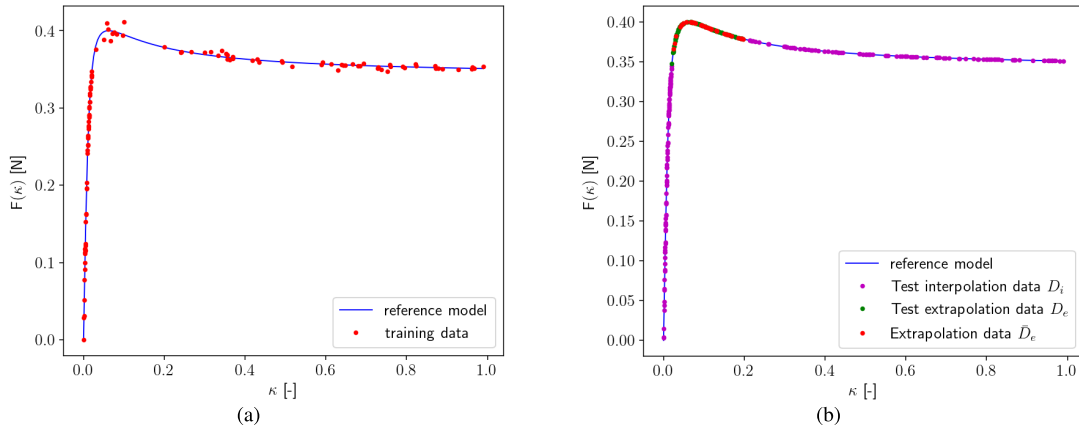 0.4
0.3
0.2
0.1
0.0
F(κ) [N]
0.0 0.2 0.4 0.6 0.8 1.0
κ [-]
reference model
training data
(a)
0.40
0.35
0.30
0.25
0.20
0.15
0.10
0.05
0.00
F(κ) [N]
0.0 0.2 0.4 0.6 0.8 1.0
κ [-]
reference model
Test interpolation data D_i
Test extrapolation data D_e
Extrapolation data D̄_e
(b)